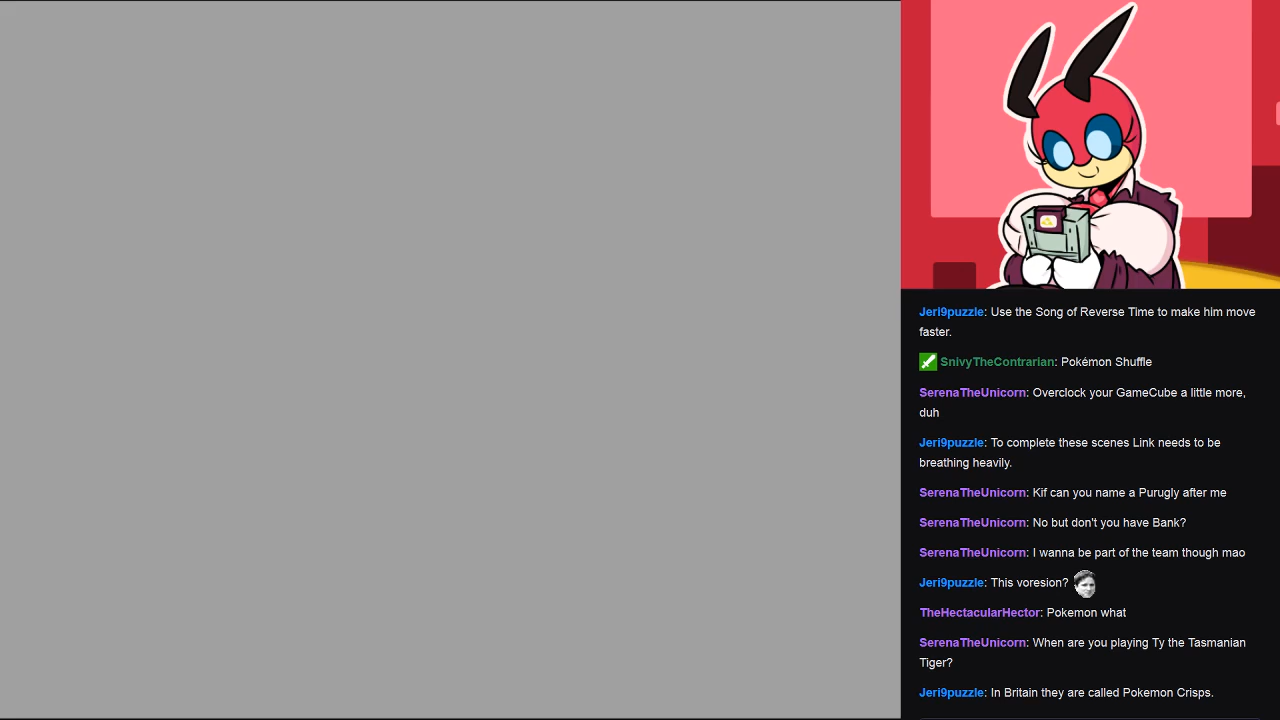 Jeri9puzzle: Use the Song of Reverse Time to make him move
faster.
SnivyTheContrarian: Pokémon Shuffle
SerenaTheUnicorn: Overclock your GameCube a little more,
duh
Jeri9puzzle: To complete these scenes Link needs to be
breathing heavily.
SerenaTheUnicorn: Kif can you name a Purugly after me
SerenaTheUnicorn: No but don't you have Bank?
SerenaTheUnicorn: I wanna be part of the team though mao
Jeri9puzzle: This voresion?
TheHectacularHector: Pokemon what
SerenaTheUnicorn: When are you playing Ty the Tasmanian
Tiger?
Jeri9puzzle: In Britain they are called Pokemon Crisps.